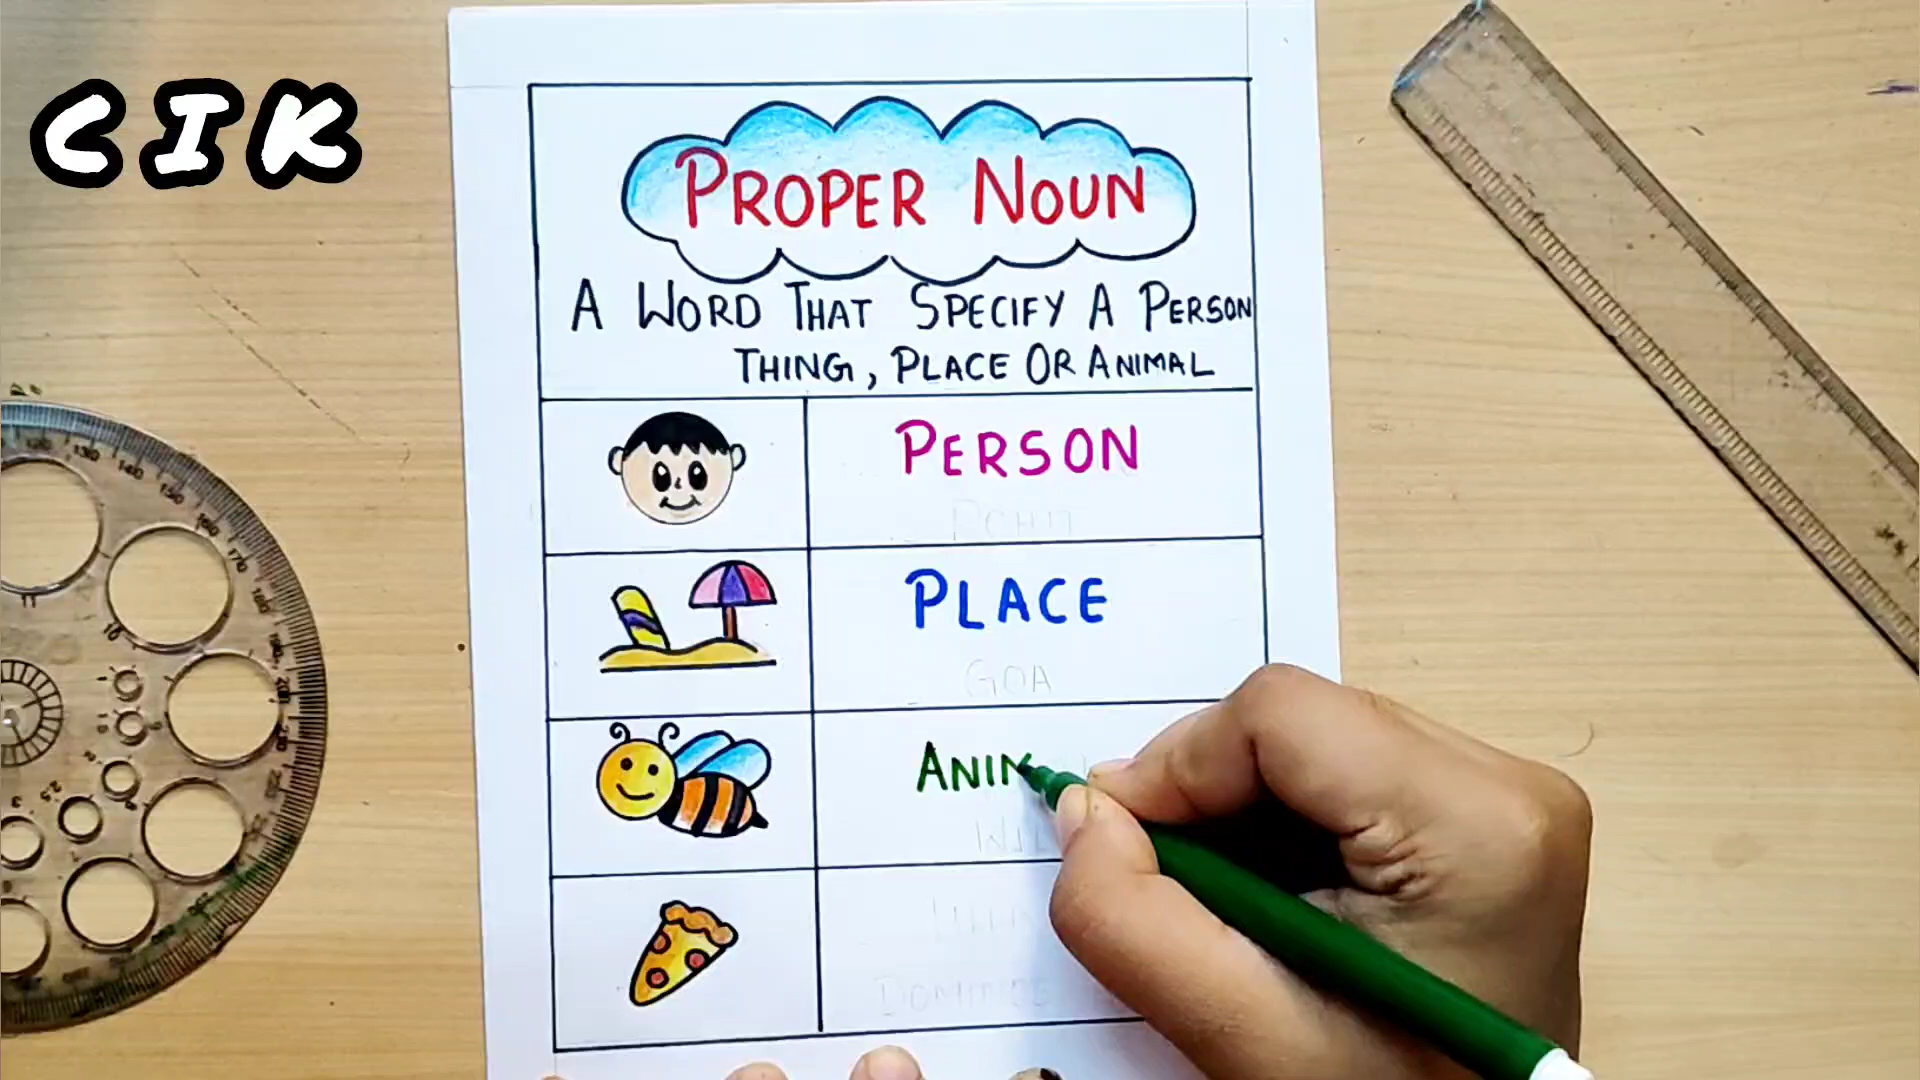 CIK
PROPER NOUN
A WORD THAT SPECIFY A PERSON
THING, PLACE OR ANIMAL
PERSON
PLACE
GOA
ANIM